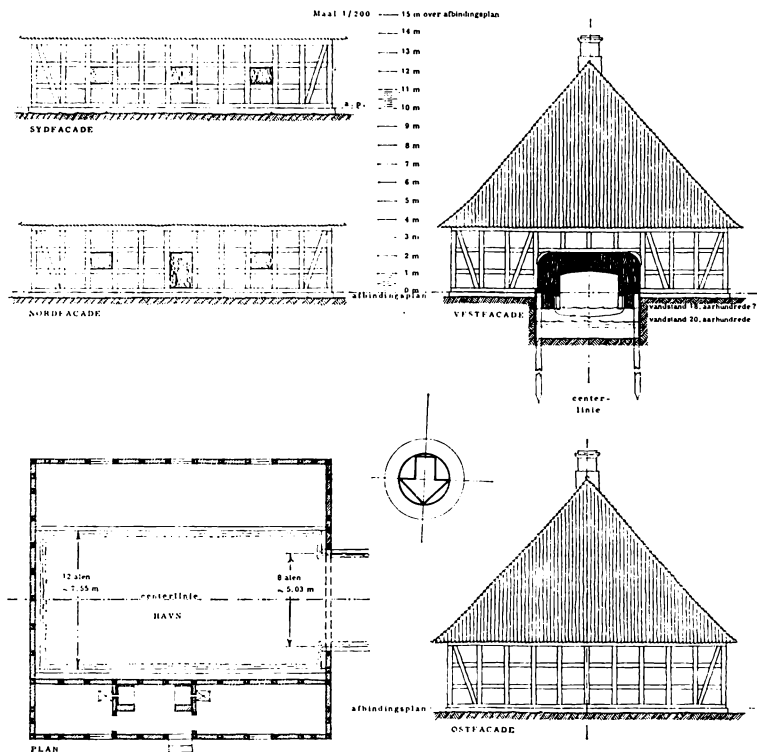 Maal 1/200
15 m over afbindingsplan
14 m
13 m
12 m
11 m
10 m
9 m
8 m
7 m
6 m
5 m
4 m
3 m
2 m
1 m
0 m
a. p.
SYDFACADE
afbindingsplan
NORDFACADE
VESTFACADE
vandstand 18, aarhundrede ?
vandstand 20, aarhundrede
center-
linie
12 alen
~ 7,55 m
8 alen
~ 5,03 m
centerlinie
HAVN
PLAN
afbindingsplan
OSTFACADE